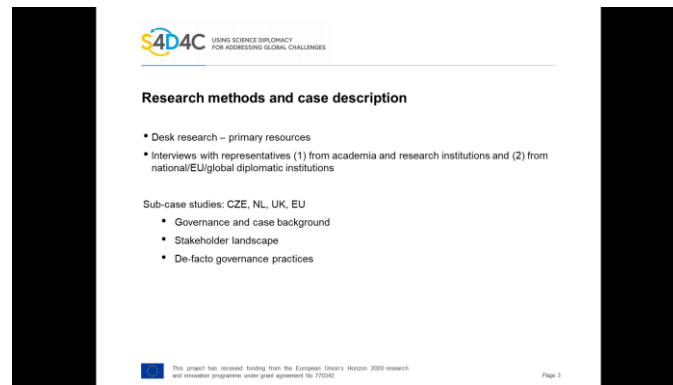 S4D4C USING SCIENCE DIPLOMACY
FOR ADDRESSING GLOBAL CHALLENGES
Research methods and case description
• Desk research – primary resources
• Interviews with representatives (1) from academia and research institutions and (2) from
national/EU/global diplomatic institutions
Sub-case studies: CZE, NL, UK, EU
• Governance and case background
• Stakeholder landscape
• De-facto governance practices
This project has received funding from the European Union's Horizon 2020 research
and innovation programme under grant agreement No 770342.
Page 3